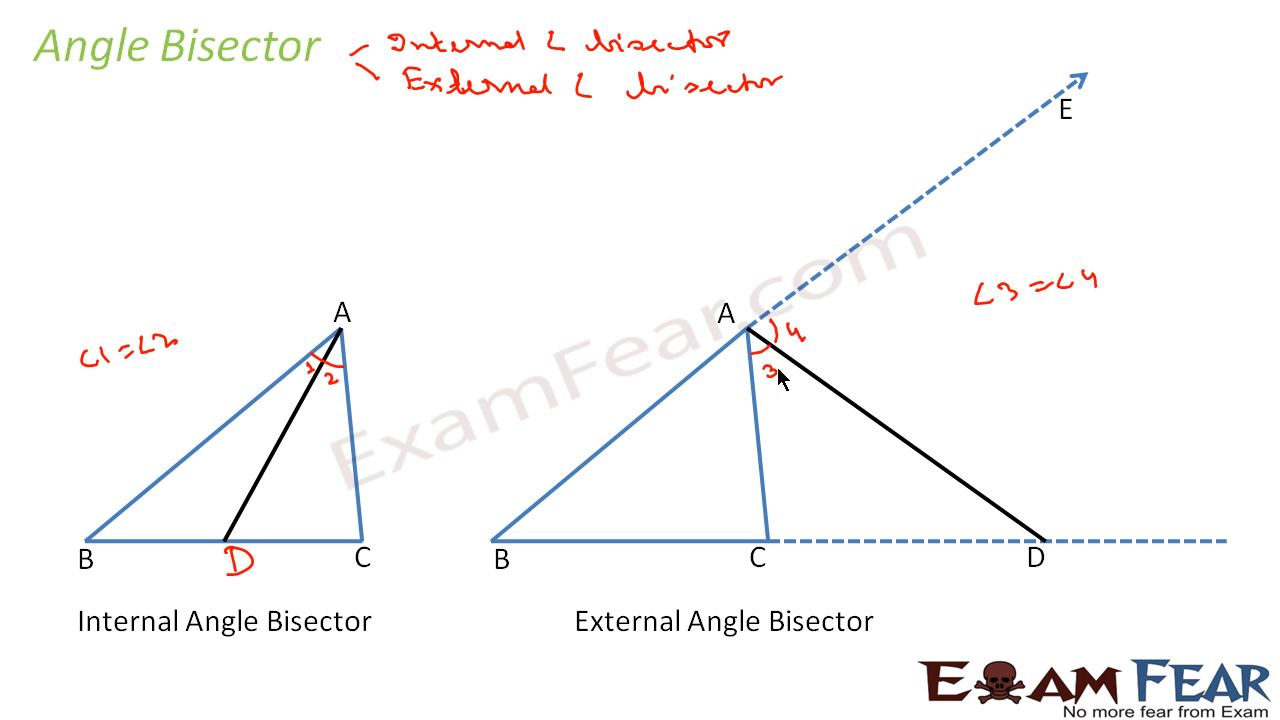 Angle Bisector
Internal ∠ bisector
External ∠ bisector
E
∠3 = ∠4
A
A
4
∠1 = ∠2
1
2
3
ExamFear.com
B
D
C
B
C
D
Internal Angle Bisector
External Angle Bisector
EXAM FEAR
No more fear from Exam